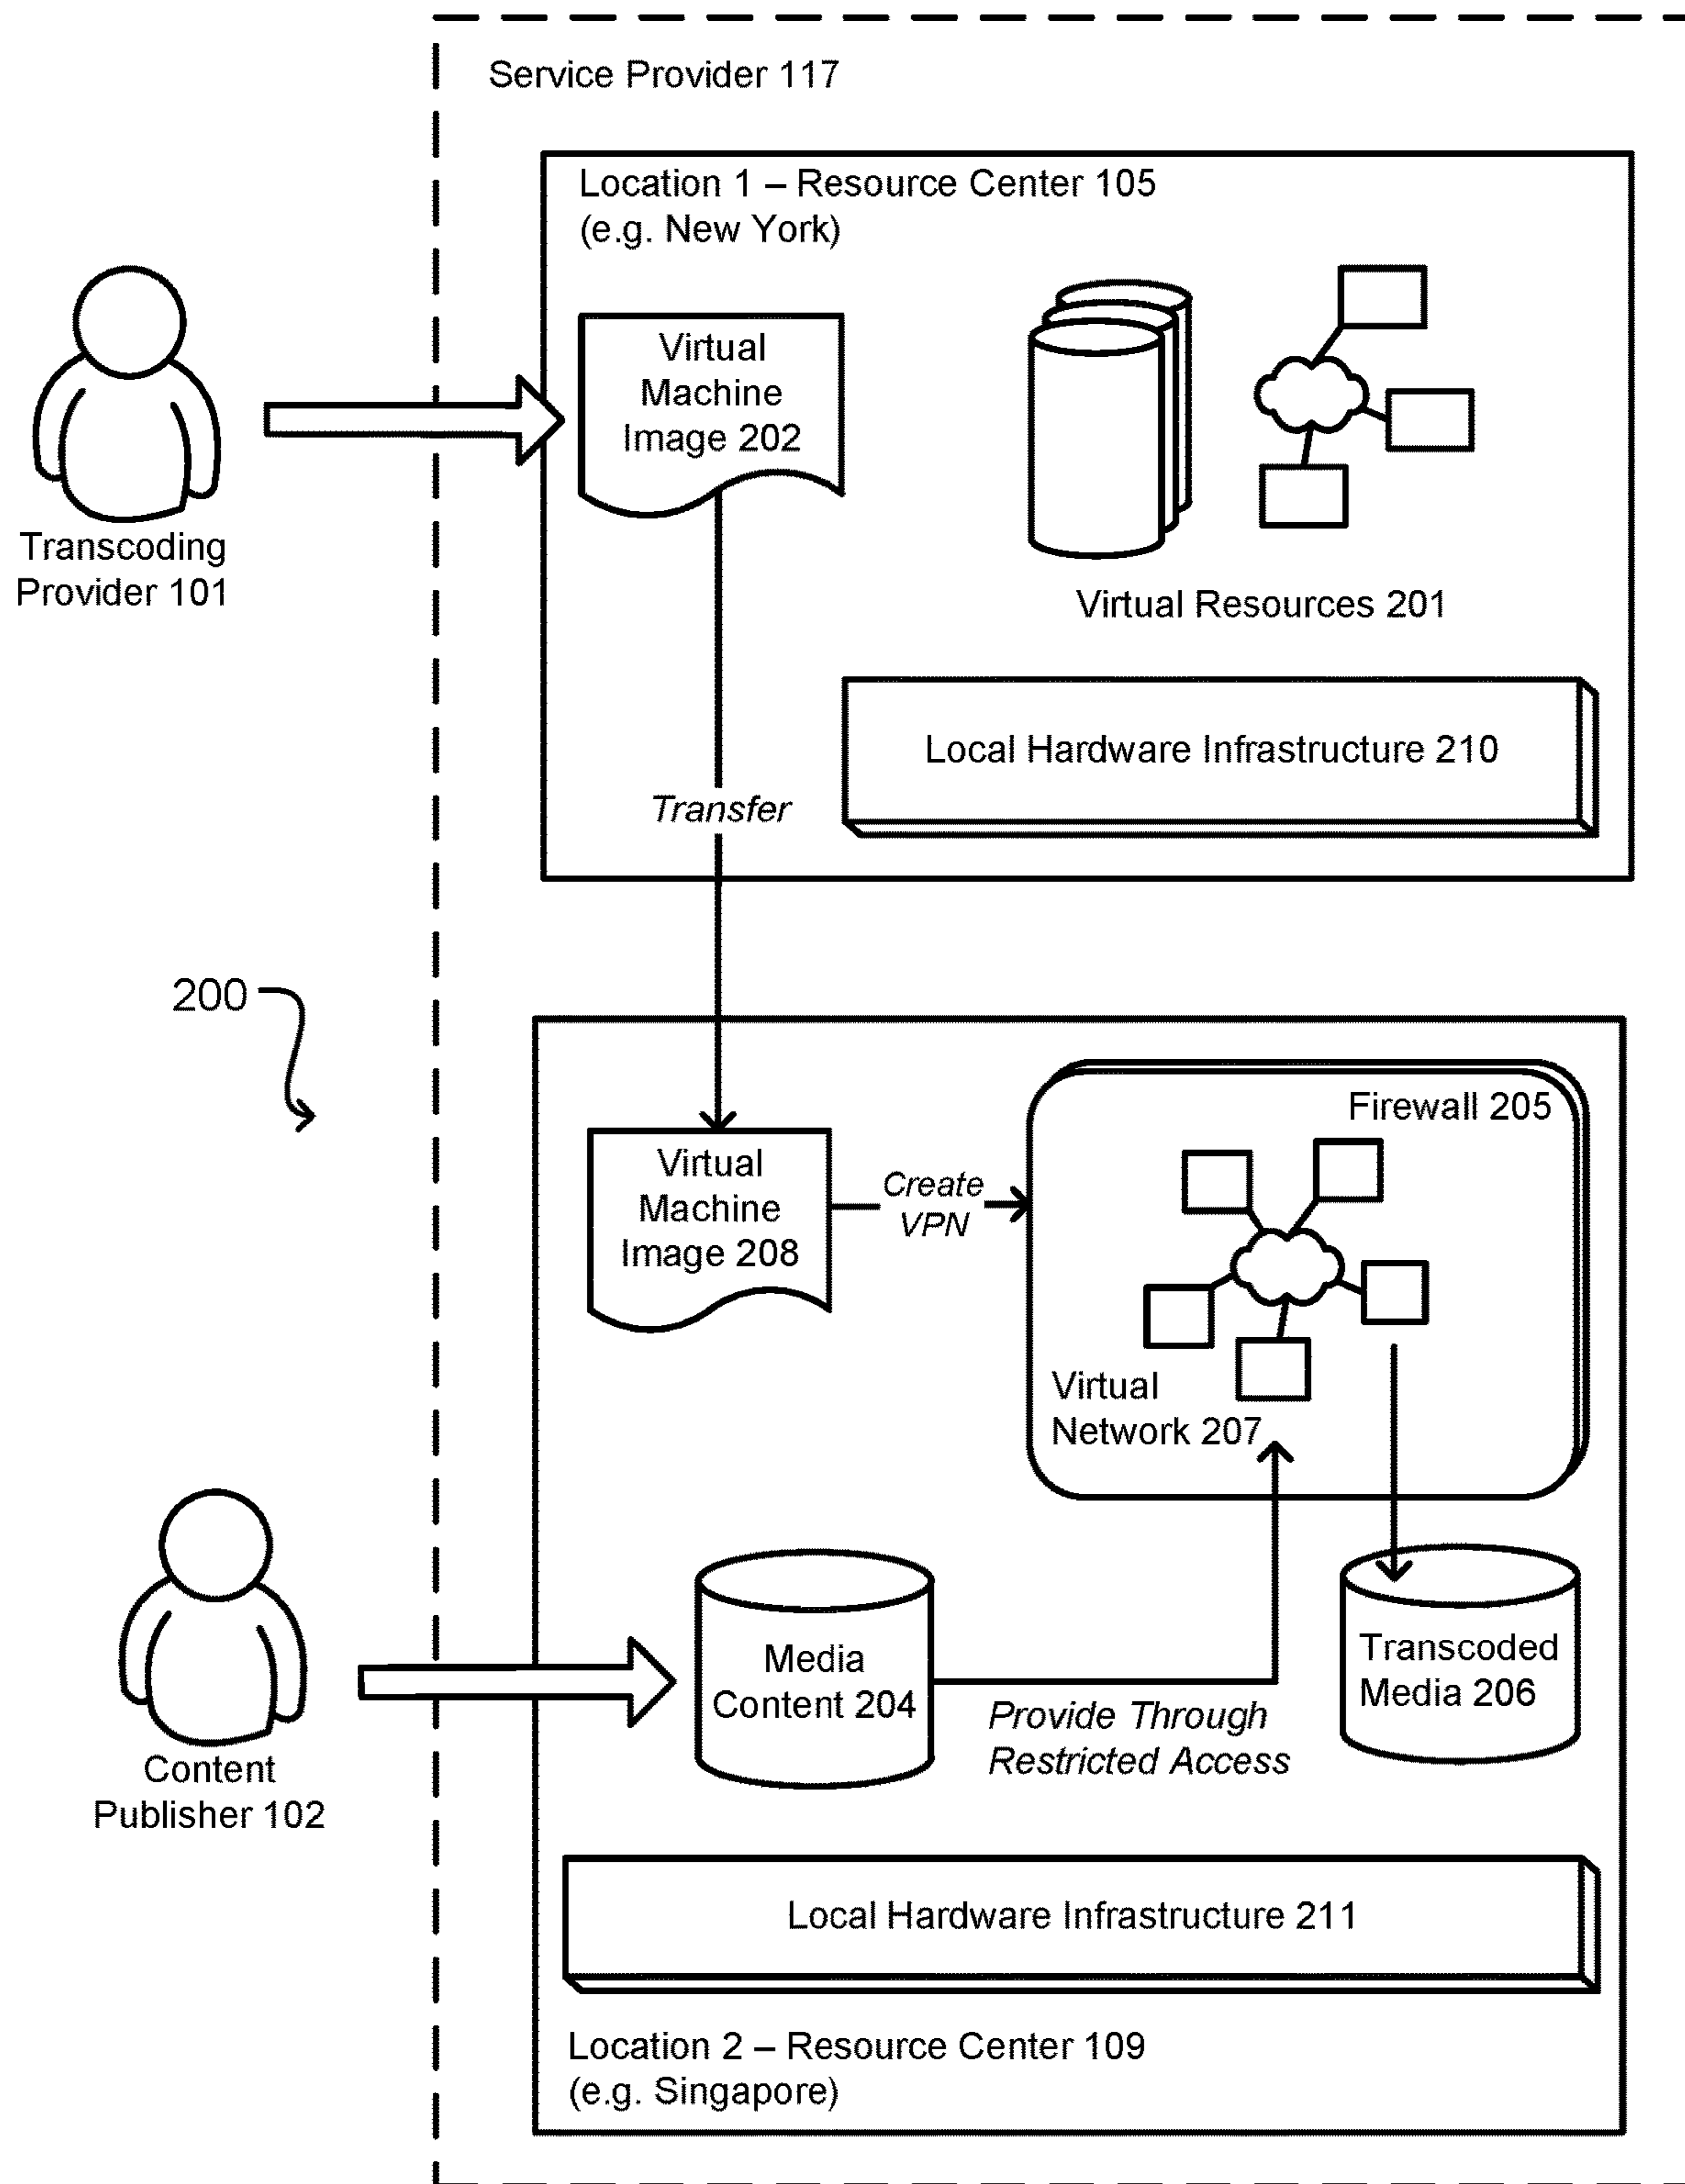 Service Provider 117
Location 1 – Resource Center 105
(e.g. New York)
Virtual
Machine
Image 202
Transcoding
Provider 101
Virtual Resources 201
Local Hardware Infrastructure 210
Transfer
200
Firewall 205
Virtual
Machine
Image 208
Create
VPN
Virtual
Network 207
Media
Content 204
Transcoded
Media 206
Provide Through
Restricted Access
Content
Publisher 102
Local Hardware Infrastructure 211
Location 2 – Resource Center 109
(e.g. Singapore)